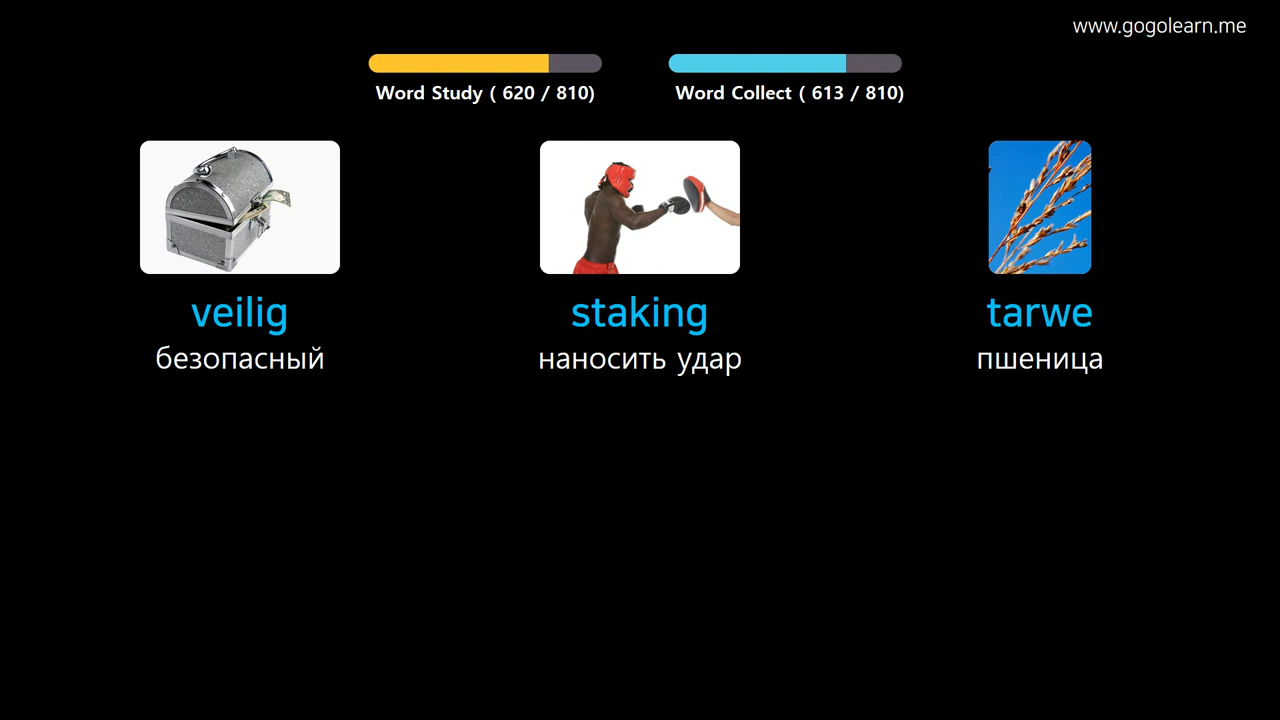 www.gogolearn.me
Word Study ( 620 / 810)
Word Collect ( 613 / 810)
veilig
staking
tarwe
безопасный
наносить удар
пшеница